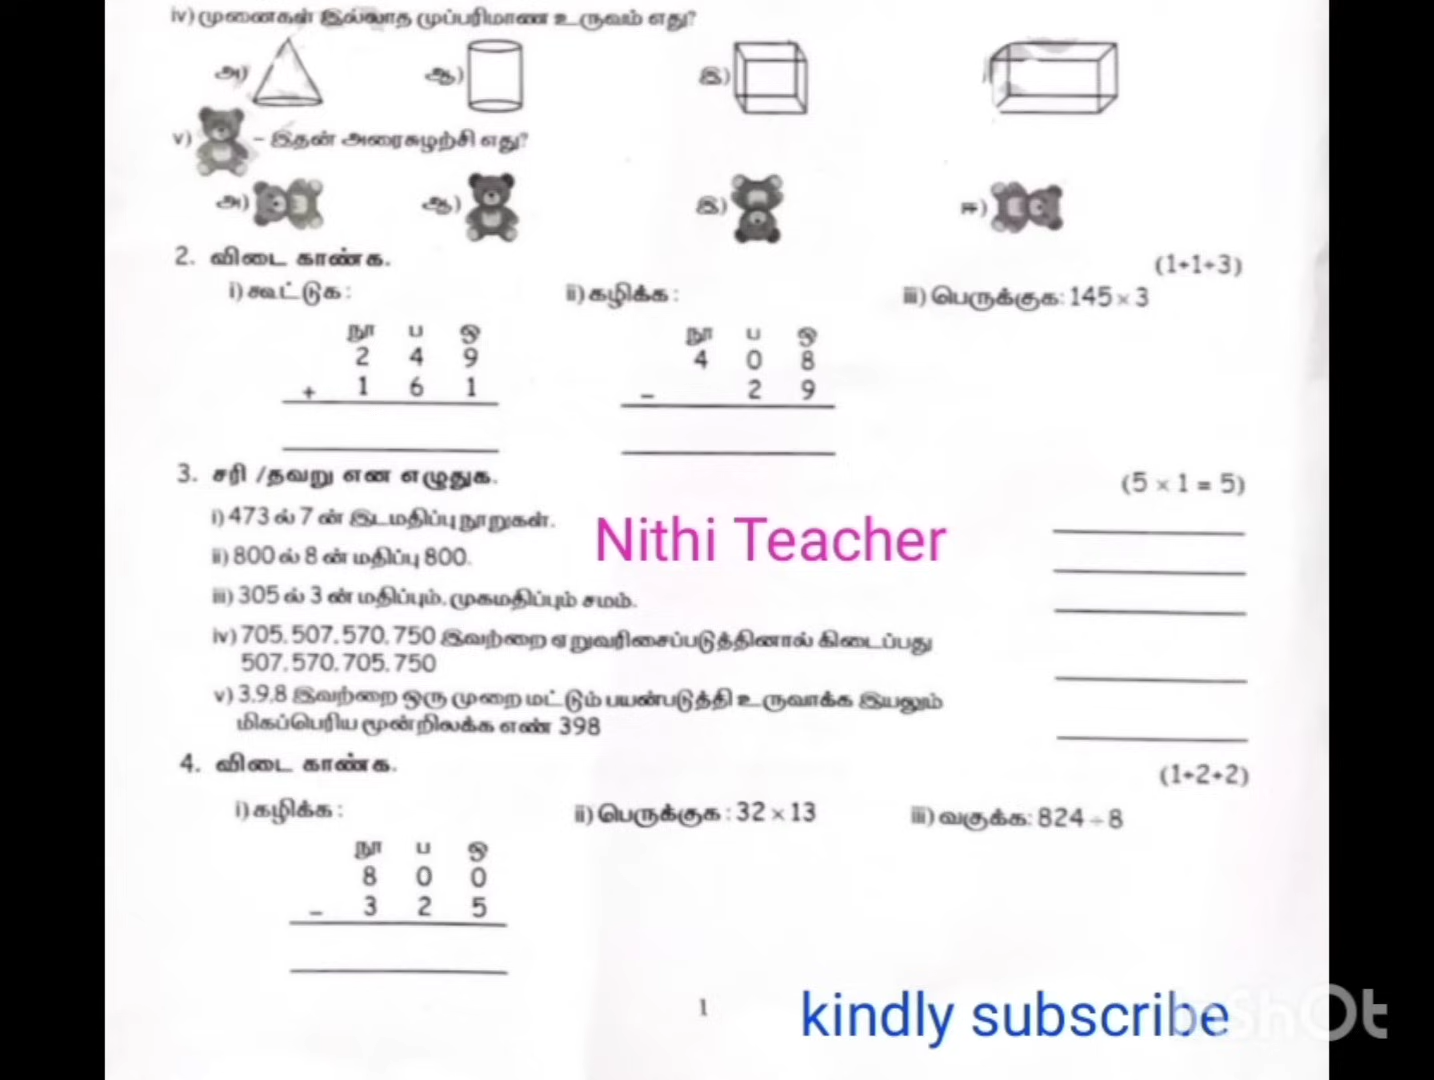 iv) முனைகள் இல்லாத முப்பரிமாண உருவம் எது?
அ) ஆ) இ)
v) - இதன் அரைசுழற்சி எது?
அ) ஆ) இ) ஈ)
2. விடை காண்க. (1+1+3)
i) கூட்டுக : ii) கழிக்க : iii) பெருக்குக: 145 × 3
நூ ப ஒ நூ ப ஒ
2 4 9 4 0 8
+ 1 6 1 - 2 9
3. சரி /தவறு என எழுதுக. (5 × 1 = 5)
i) 473 ல் 7 ன் இடமதிப்பு நூறுகள்.
Nithi Teacher
ii) 800 ல் 8 ன் மதிப்பு 800.
iii) 305 ல் 3 ன் மதிப்பும், முகமதிப்பும் சமம்.
iv) 705, 507, 570, 750 இவற்றை ஏறுவரிசைப்படுத்தினால் கிடைப்பது
507, 570, 705, 750
v) 3,9,8 இவற்றை ஒரு முறை மட்டும் பயன்படுத்தி உருவாக்க இயலும்
மிகப்பெரிய மூன்றிலக்க எண் 398
4. விடை காண்க. (1+2+2)
i) கழிக்க : ii) பெருக்குக : 32 × 13 iii) வகுக்க: 824 ÷ 8
நூ ப ஒ
8 0 0
- 3 2 5
1
kindly subscribe
InShOt